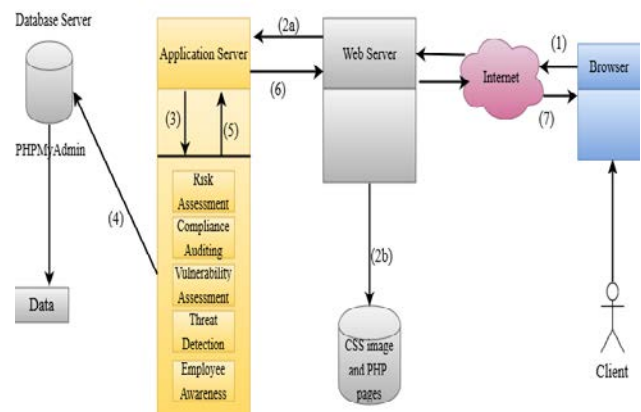 Database Server
PHPMyAdmin
Data
(4)
Application Server
(3)
(5)
Risk
Assessment
Compliance
Auditing
Vulnerability
Assessment
Threat
Detection
Employee
Awareness
(2a)
(6)
Web Server
(2b)
CSS image
and PHP
pages
Internet
(1)
(7)
Browser
Client